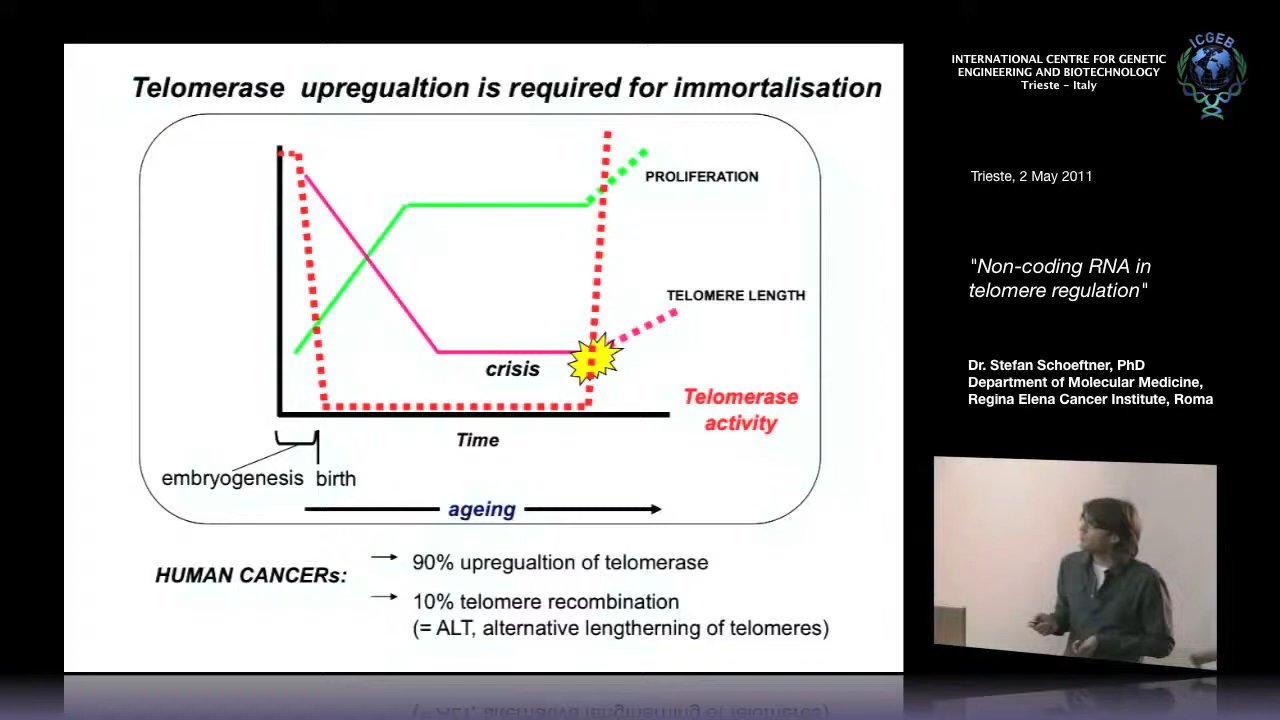 Telomerase upregualtion is required for immortalisation
PROLIFERATION
TELOMERE LENGTH
crisis
Telomerase
activity
Time
embryogenesis
birth
ageing
HUMAN CANCERs:
90% upregualtion of telomerase
10% telomere recombination
(= ALT, alternative lengtherning of telomeres)
ICGEB
INTERNATIONAL CENTRE FOR GENETIC
ENGINEERING AND BIOTECHNOLOGY
Trieste - Italy
Trieste, 2 May 2011
"Non-coding RNA in
telomere regulation"
Dr. Stefan Schoeftner, PhD
Department of Molecular Medicine,
Regina Elena Cancer Institute, Roma